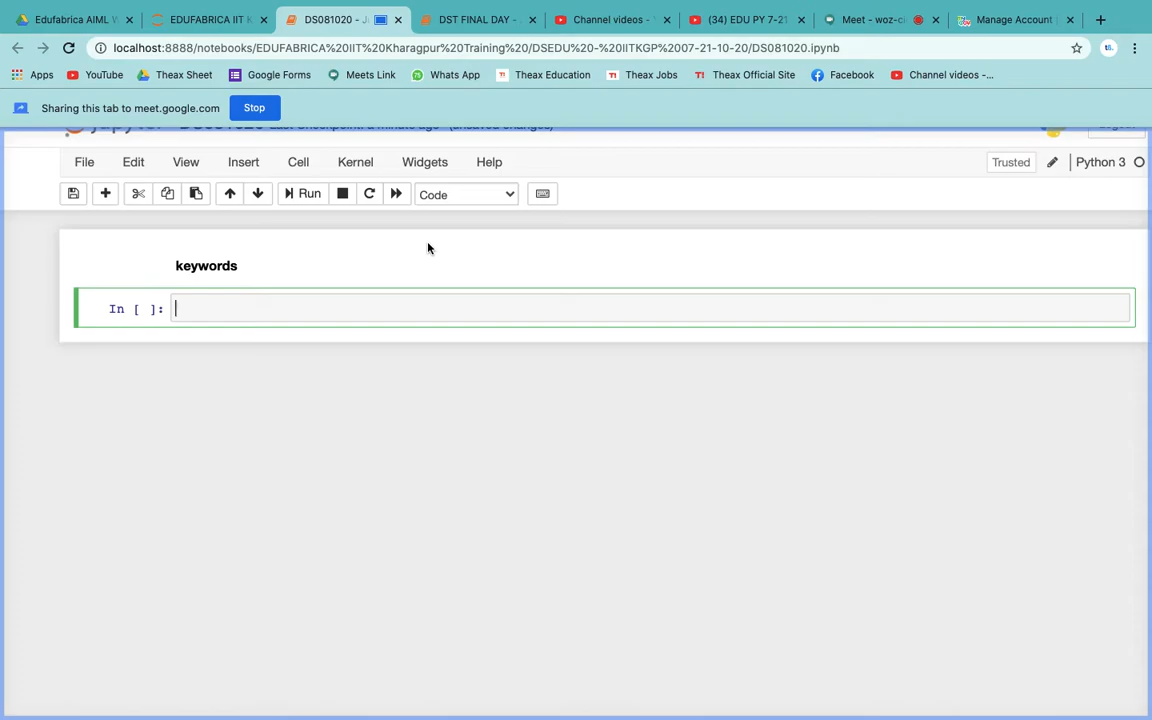 Edufabrica AIML W
EDUFABRICA IIT K
DS081020 - J
DST FINAL DAY -
Channel videos -
(34) EDU PY 7-21
Meet - woz-c
Manage Account
localhost:8888/notebooks/EDUFABRICA%20IIT%20Kharagpur%20Training%20/DSEDU%20-%20IITKGP%2007-21-10-20/DS081020.ipynb
Apps YouTube Theax Sheet Google Forms Meets Link Whats App Theax Education Theax Jobs Theax Official Site Facebook Channel videos -...
Sharing this tab to meet.google.com Stop
File Edit View Insert Cell Kernel Widgets Help Trusted Python 3
Run Code
keywords
In [ ]: